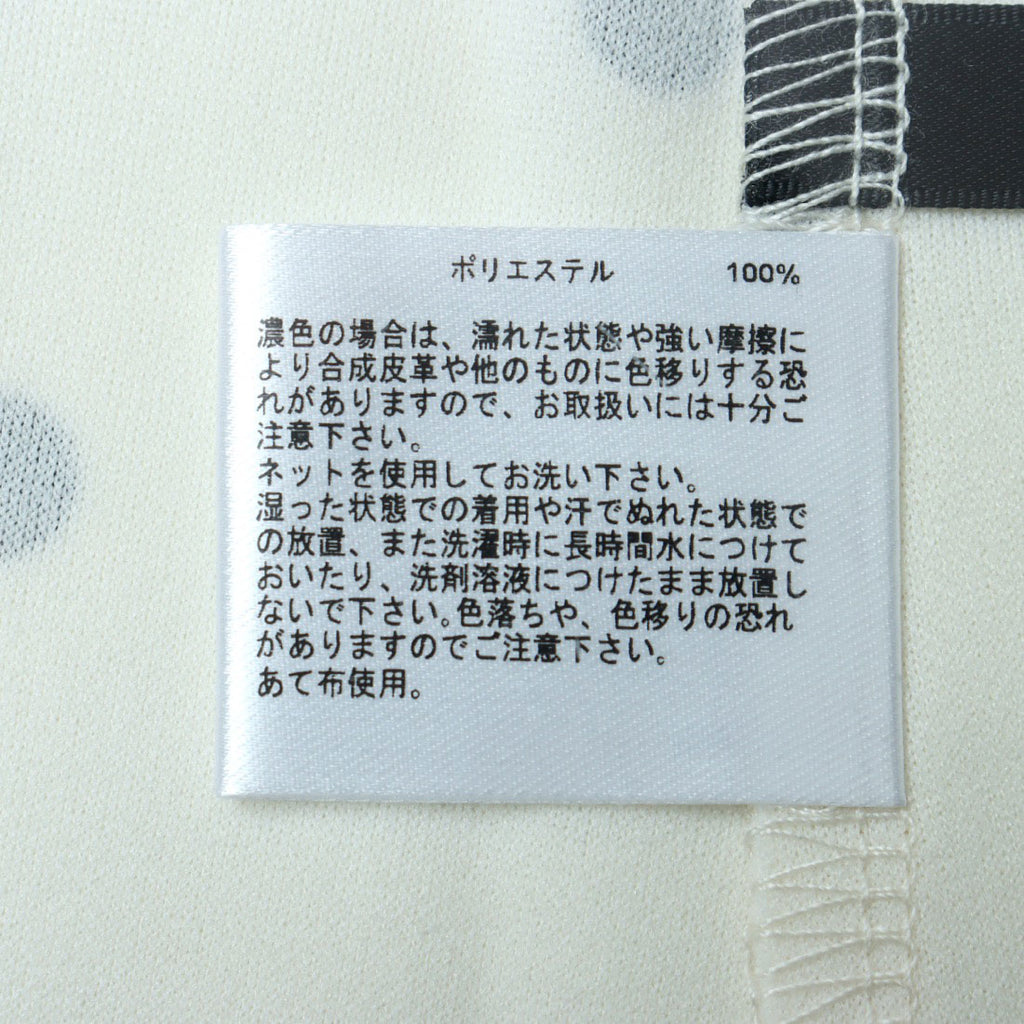 ポリエステル 100%
濃色の場合は、濡れた状態や強い摩擦に
より合成皮革や他のものに色移りする恐
れがありますので、お取扱いには十分ご
注意下さい。
ネットを使用してお洗い下さい。
湿った状態での着用や汗でぬれた状態で
の放置、また洗濯時に長時間水につけて
おいたり、洗剤溶液につけたまま放置し
ないで下さい。色落ちや、色移りの恐れ
がありますのでご注意下さい。
あて布使用。